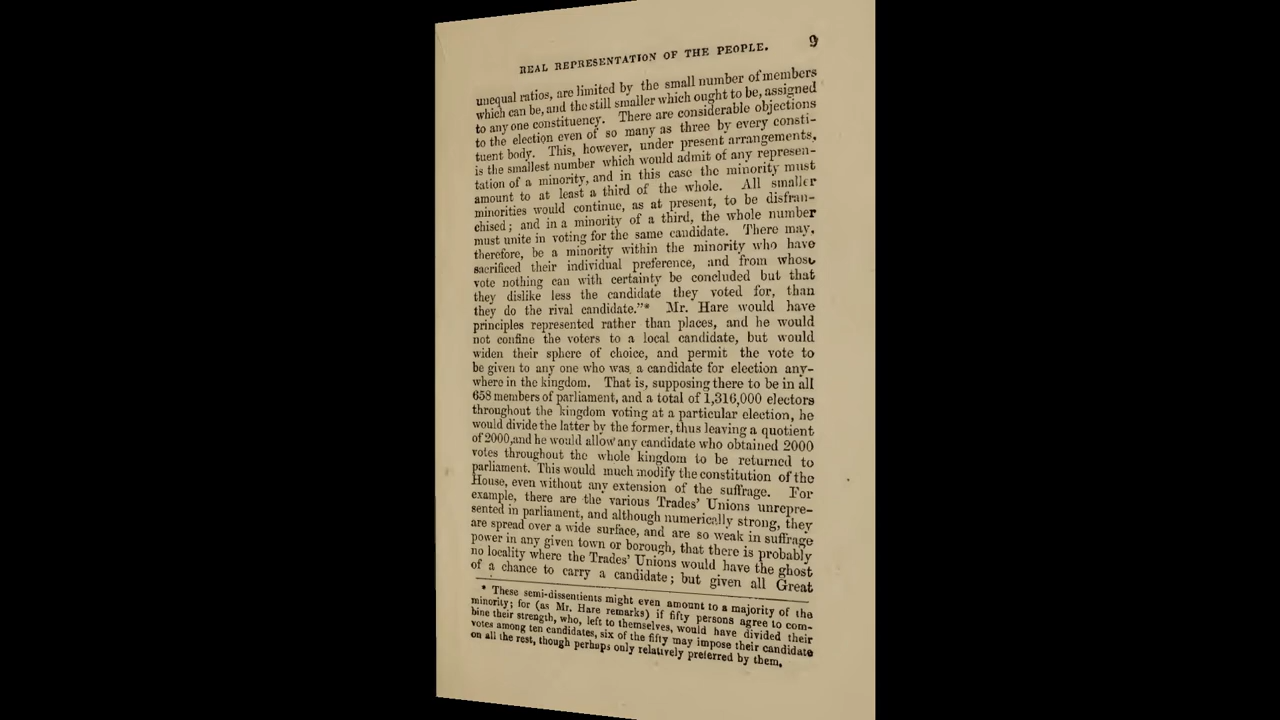 REAL REPRESENTATION OF THE PEOPLE. 9
unequal ratios, are limited by the small number of members
which can be, and the still smaller which ought to be, assigned
to any one constituency. There are considerable objections
to the election even of so many as three by every consti-
tuent body. This, however, under present arrangements,
is the smallest number which would admit of any represen-
tation of a minority, and in this case the minority must
amount to at least a third of the whole. All smaller
minorities would continue, as at present, to be disfran-
chised; and in a minority of a third, the whole number
must unite in voting for the same candidate. There may,
therefore, be a minority within the minority who have
sacrificed their individual preference, and from whose
vote nothing can with certainty be concluded but that
they dislike less the candidate they voted for, than
they do the rival candidate."* Mr. Hare would have
principles represented rather than places, and he would
not confine the voters to a local candidate, but would
widen their sphere of choice, and permit the vote to
be given to any one who was a candidate for election any-
where in the kingdom. That is, supposing there to be in all
658 members of parliament, and a total of 1,316,000 electors
throughout the kingdom voting at a particular election, he
would divide the latter by the former, thus leaving a quotient
of 2000, and he would allow any candidate who obtained 2000
votes throughout the whole kingdom to be returned to
parliament. This would much modify the constitution of the
House, even without any extension of the suffrage. For
example, there are the various Trades' Unions unrepre-
sented in parliament, and although numerically strong, they
are spread over a wide surface, and are so weak in suffrage
power in any given town or borough, that there is probably
no locality where the Trades' Unions would have the ghost
of a chance to carry a candidate; but given all Great
* These semi-dissentients might even amount to a majority of the
minority; for (as Mr. Hare remarks) if fifty persons agree to com-
bine their strength, who, left to themselves, would have divided their
votes among ten candidates, six of the fifty may impose their candidate
on all the rest, though perhaps only relatively preferred by them.